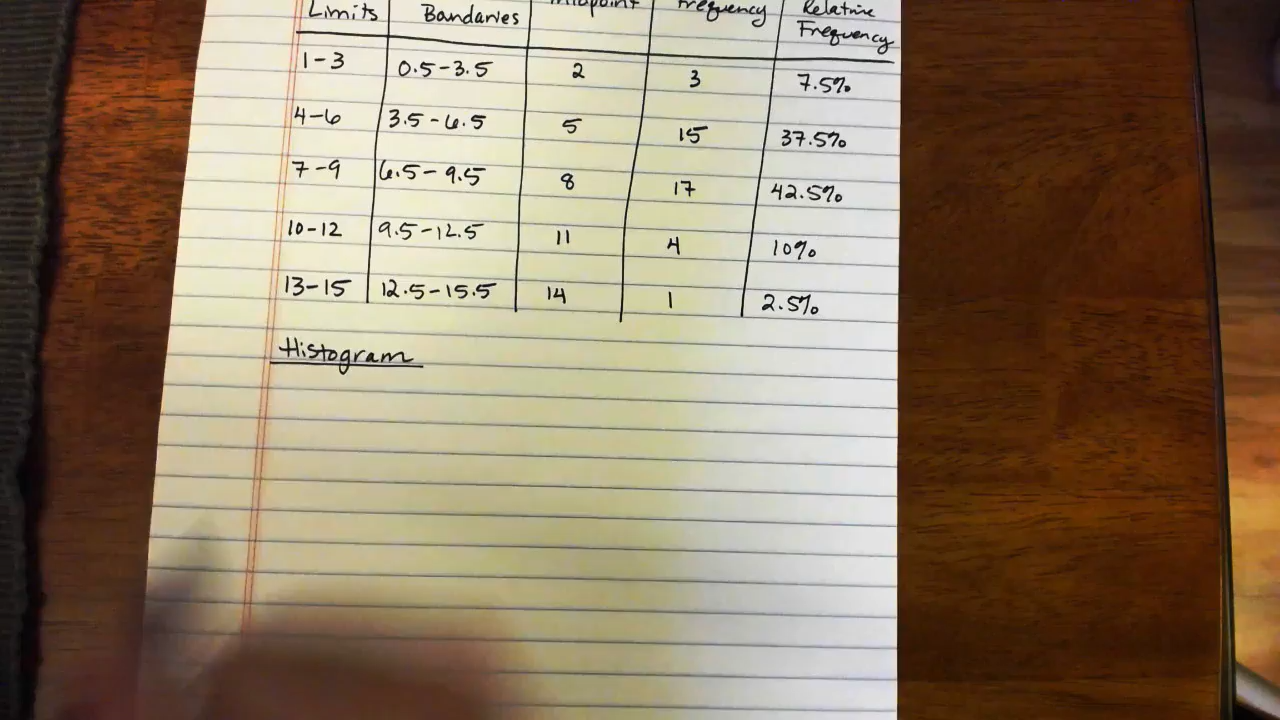 Limits Bandaries Midpoint Frequency Relative Frequency
1-3 0.5-3.5 2 3 7.5%
4-6 3.5-6.5 5 15 37.5%
7-9 6.5-9.5 8 17 42.5%
10-12 9.5-12.5 11 4 10%
13-15 12.5-15.5 14 1 2.5%
Histogram